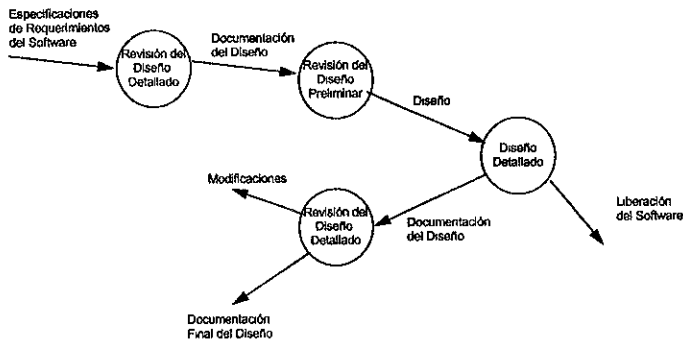 Especificaciones
de Requerimientos
del Software
Revisión del
Diseño
Detallado
Documentación
del Diseño
Revisión del
Diseño
Preliminar
Diseño
Diseño
Detallado
Liberación
del Software
Documentación
del Diseño
Revisión del
Diseño
Detallado
Modificaciones
Documentación
Final del Diseño